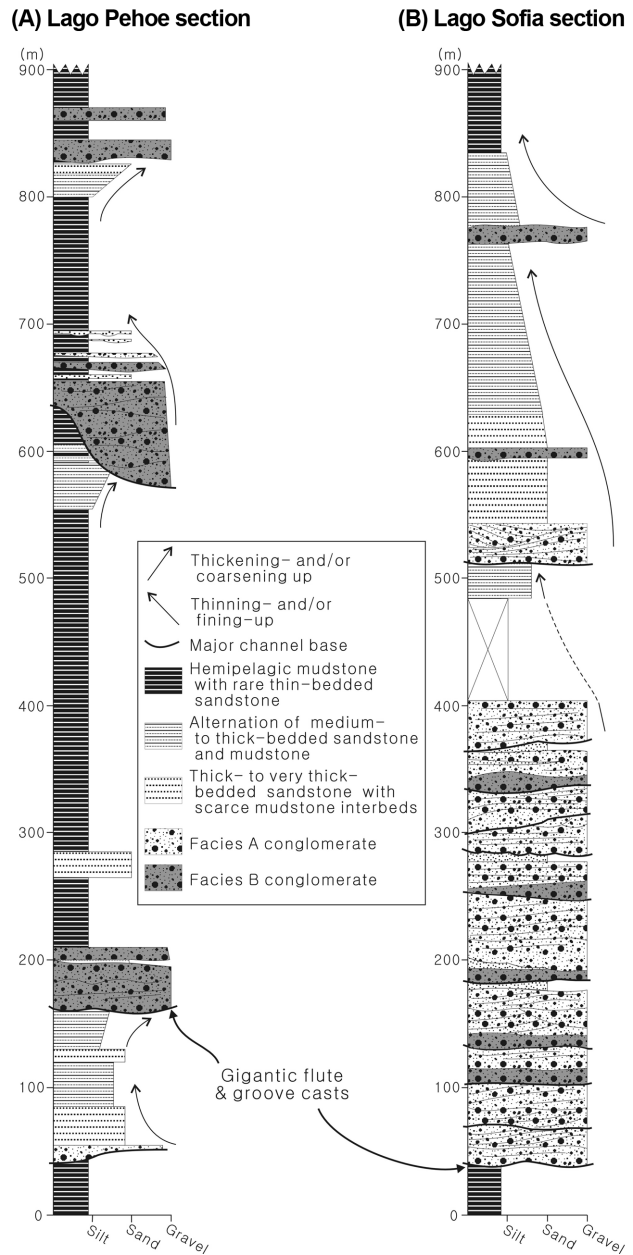 (A) Lago Pehoe section
(B) Lago Sofia section
(m)
900
800
700
600
500
400
300
200
100
0
Silt
Sand
Gravel
(m)
900
800
700
600
500
400
300
200
100
0
Silt
Sand
Gravel
Thickening- and/or
coarsening up
Thinning- and/or
fining-up
Major channel base
Hemipelagic mudstone
with rare thin-bedded
sandstone
Alternation of medium-
to thick-bedded sandstone
and mudstone
Thick- to very thick-
bedded sandstone with
scarce mudstone interbeds
Facies A conglomerate
Facies B conglomerate
Gigantic flute
& groove casts